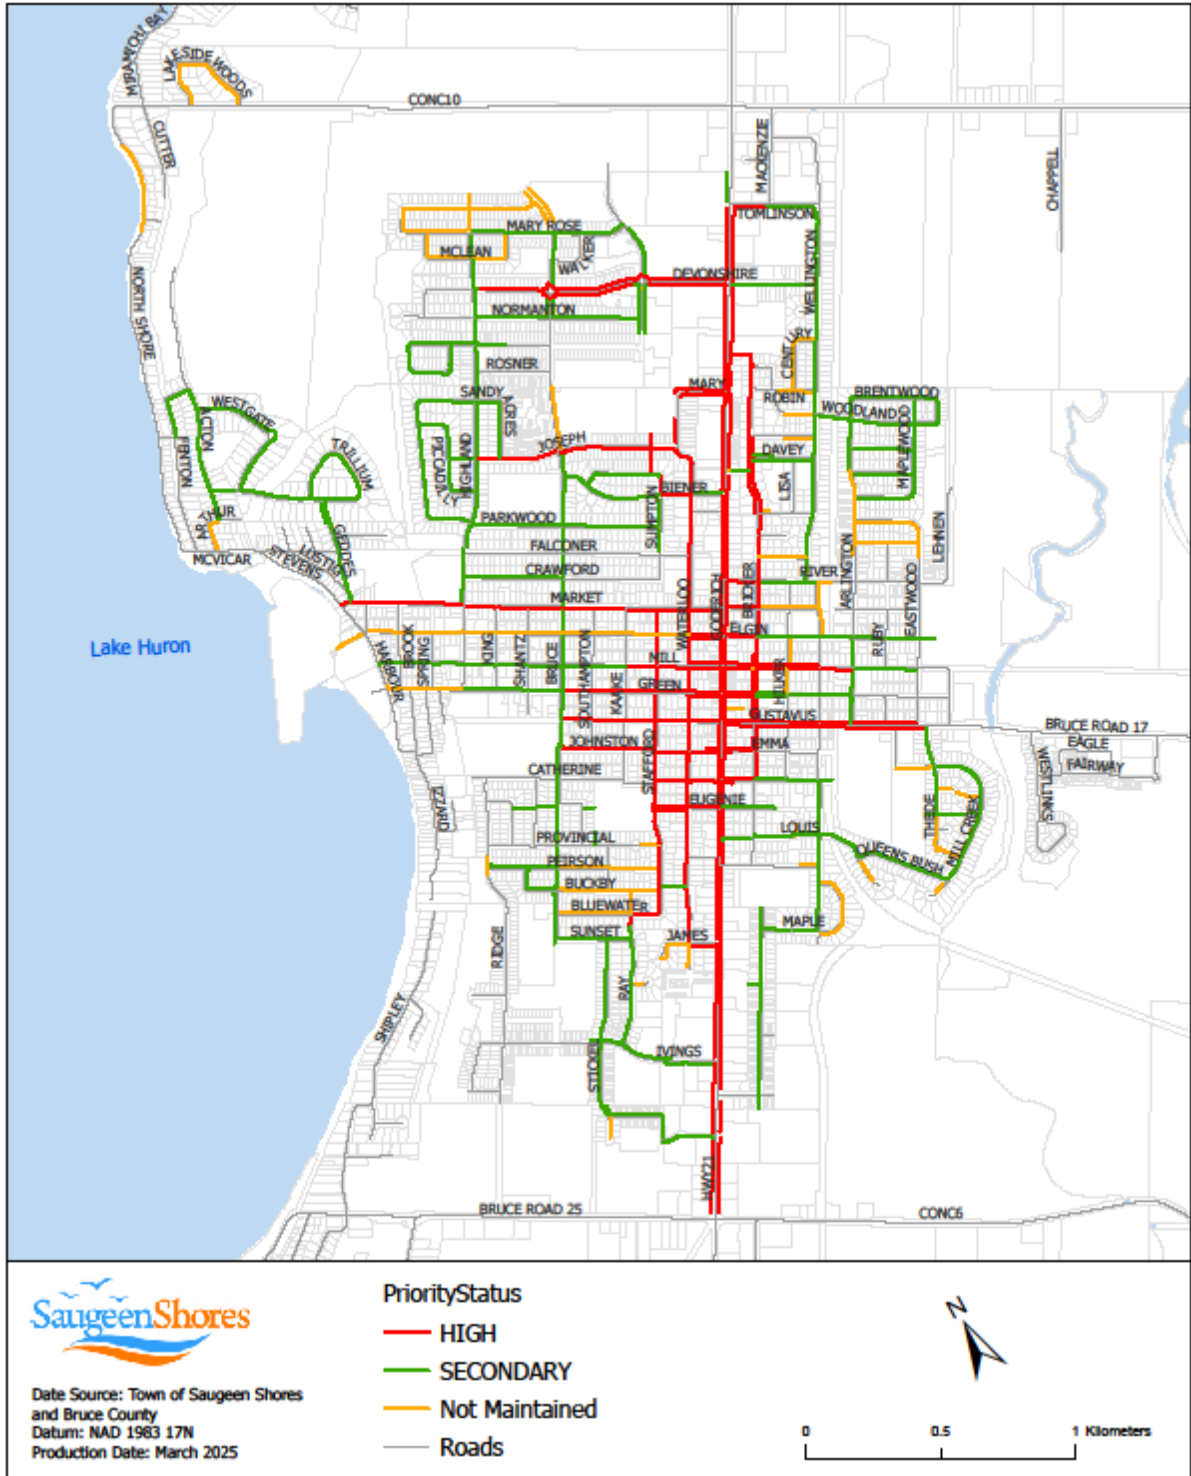 MIRAMICHI BAY
LAKESIDE WOODS
CONC10
CUTTER
MACKENZIE
CHAPPELL
TOMLINSON
MARY ROSE
MCLEAN
WALKER
DEVONSHIRE
WELLINGTON
NORTH SHORE
NORMANTON
CENTURY
ROSNER
SANDY
ACRES
MARY
ROBIN
BRENTWOOD
WOODLAND
MAPLEWOOD
WESTGATE
ACTON
FENTON
TRILLIUM
PICCADILLY
HIGHLAND
JOSEPH
DAVEY
LISA
BIENER
SUMPTON
ARTHUR
PARKWOOD
GEDDES
LUSTIG
STEVENS
MCVICAR
FALCONER
CRAWFORD
MARKET
RIVER
ARLINGTON
LEHNEN
EASTWOOD
WATERLOO
GODERICH
BRICKER
ELGIN
RUBY
Lake Huron
HARBOUR
BROOK
SPRING
KING
SHANTZ
BRUCE
SOUTHAMPTON
KAAKE
MILL
GREEN
HILKER
GUSTAVUS
BRUCE ROAD 17
EAGLE
FAIRWAY
WESTLINKS
JOHNSTON
STAFFORD
EMMA
CATHERINE
IZZARD
EUGENIE
LOUIS
THEDE
MILL CREEK
QUEENS BUSH
PROVINCIAL
PEIRSON
BUCKBY
BLUEWATER
SUNSET
JAMES
MAPLE
RIDGE
RAY
SHIPLEY
STICKEL
IVINGS
HWY21
BRUCE ROAD 25
CONC6
SaugeenShores
Date Source: Town of Saugeen Shores
and Bruce County
Datum: NAD 1983 17N
Production Date: March 2025
PriorityStatus
HIGH
SECONDARY
Not Maintained
Roads
N
0 0.5 1 Kilometers